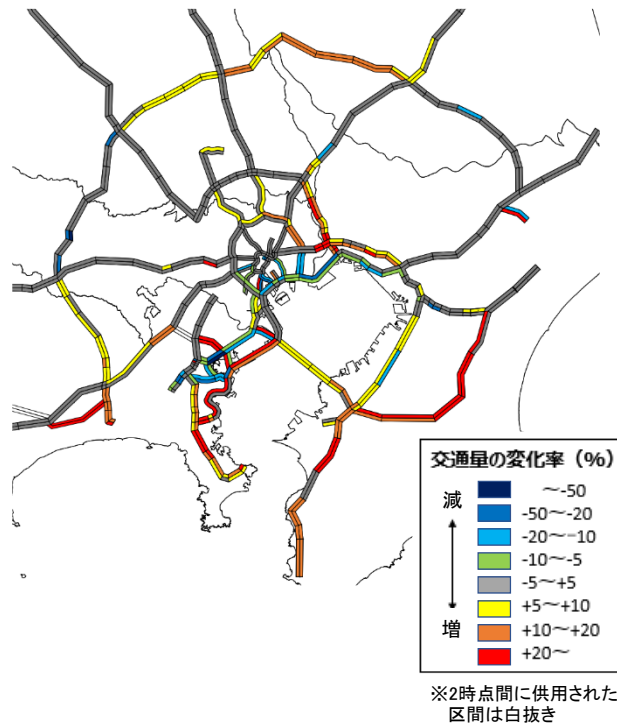 交通量の変化率（%）
減
増
～-50
-50～-20
-20～-10
-10～-5
-5～+5
+5～+10
+10～+20
+20～
※2時点間に供用された
区間は白抜き